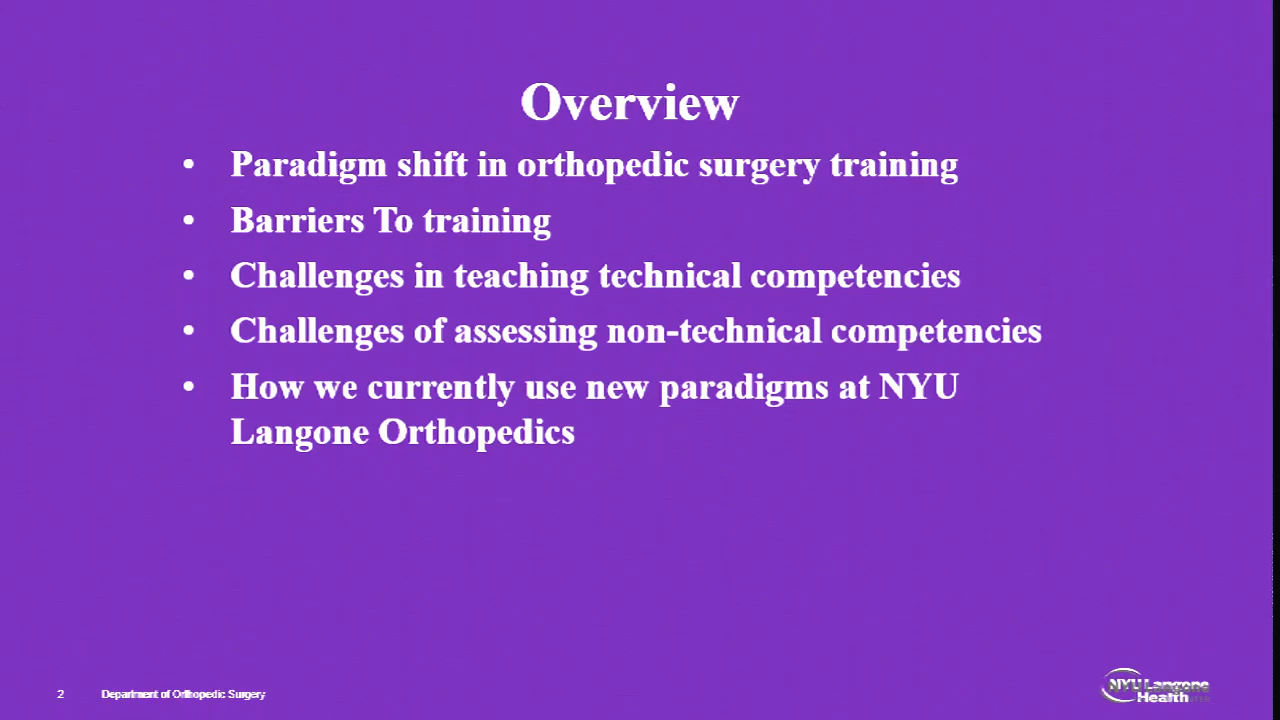 Overview
• Paradigm shift in orthopedic surgery training
• Barriers To training
• Challenges in teaching technical competencies
• Challenges of assessing non-technical competencies
• How we currently use new paradigms at NYU
Langone Orthopedics
2 Department of Orthopedic Surgery
NYU Langone
Health